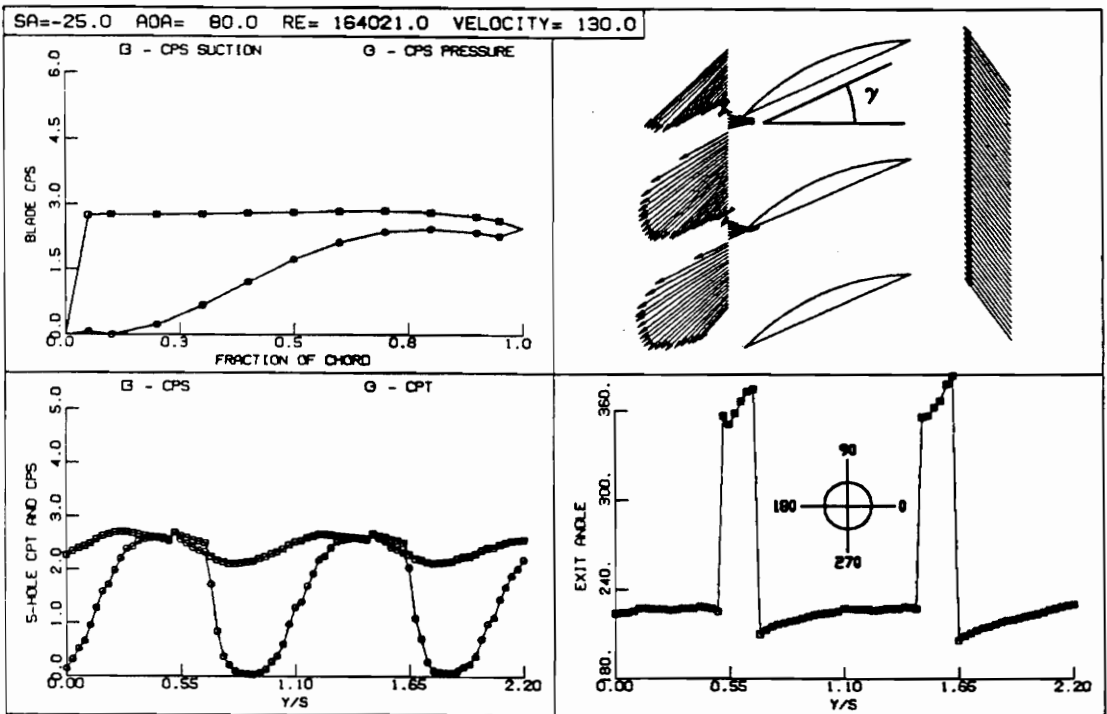 SA=-25.0 AOA= 80.0 RE= 164021.0 VELOCITY= 130.0
- CPS SUCTION - CPS PRESSURE
6.0
4.5
3.0
1.5
0.0
BLADE CPS
0.0 0.3 0.5 0.8 1.0
FRACTION OF CHORD
γ
- CPS - CPT
5.0
4.0
3.0
2.0
1.0
0.0
5-HOLE CPT AND CPS
0.00 0.55 1.10 1.65 2.20
Y/S
360.
300.
240.
180.
EXIT ANGLE
90
180 0
270
0.00 0.55 1.10 1.65 2.20
Y/S